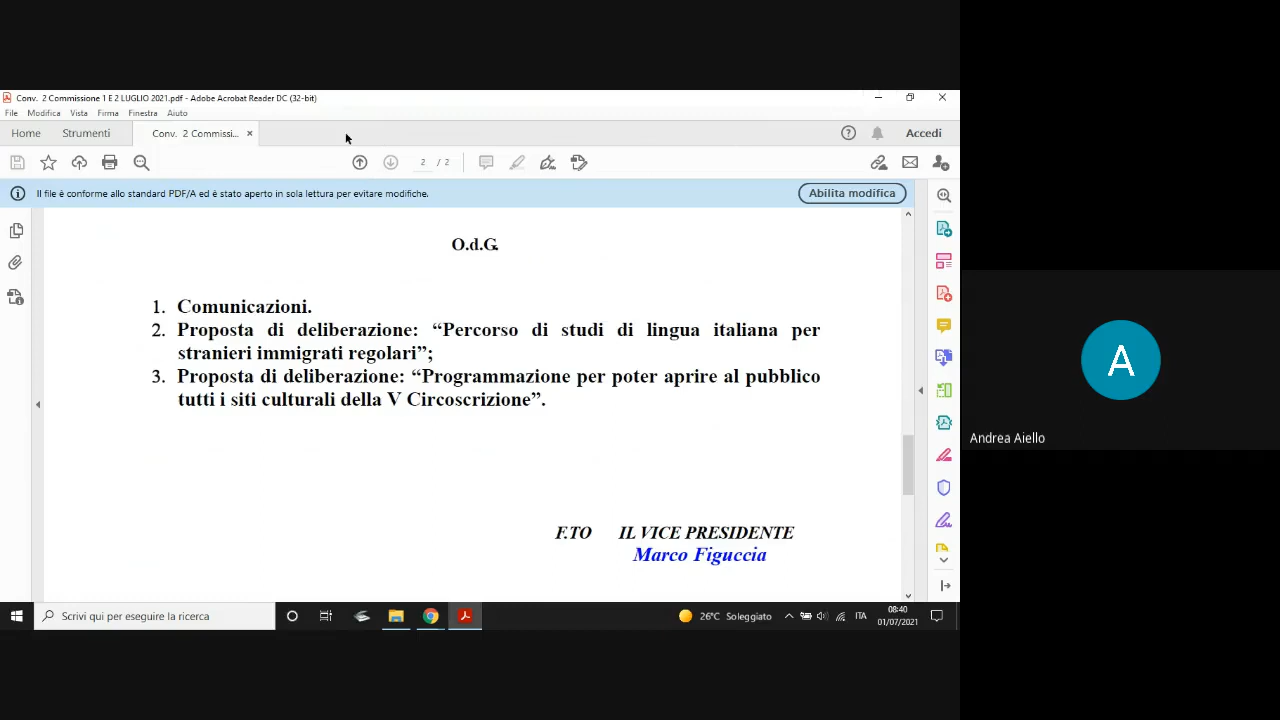 Conv. 2 Commissione 1 E 2 LUGLIO 2021.pdf - Adobe Acrobat Reader DC (32-bit)
File Modifica Vista Firma Finestra Aiuto
Home Strumenti Conv. 2 Commissi... × Accedi
2 / 2
Il file è conforme allo standard PDF/A ed è stato aperto in sola lettura per evitare modifiche. Abilita modifica
O.d.G.
1. Comunicazioni.
2. Proposta di deliberazione: “Percorso di studi di lingua italiana per
stranieri immigrati regolari”;
3. Proposta di deliberazione: “Programmazione per poter aprire al pubblico
tutti i siti culturali della V Circoscrizione”.
F.TO IL VICE PRESIDENTE
Marco Figuccia
A
Andrea Aiello
Scrivi qui per eseguire la ricerca
26°C Soleggiato
ITA
08:40
01/07/2021